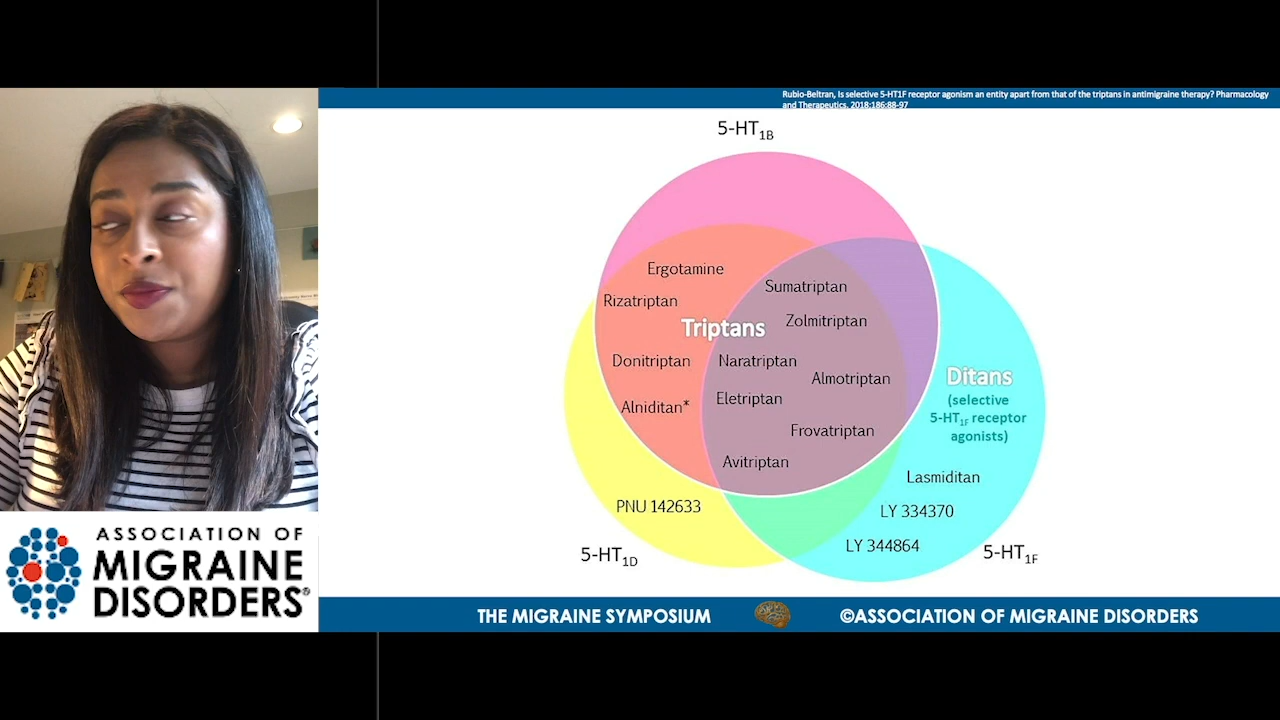 Rubio-Beltran, Is selective 5-HT1F receptor agonism an entity apart from that of the triptans in antimigraine therapy? Pharmacology
and Therapeutics. 2018:186:88-97
5-HT1B
Ergotamine
Sumatriptan
Rizatriptan
Zolmitriptan
Triptans
Donitriptan
Naratriptan
Almotriptan
Ditans
(selective
5-HT1F receptor
agonists)
Alniditan*
Eletriptan
Frovatriptan
Avitriptan
Lasmiditan
PNU 142633
LY 334370
LY 344864
5-HT1D
5-HT1F
ASSOCIATION OF
MIGRAINE
DISORDERS®
THE MIGRAINE SYMPOSIUM
©ASSOCIATION OF MIGRAINE DISORDERS